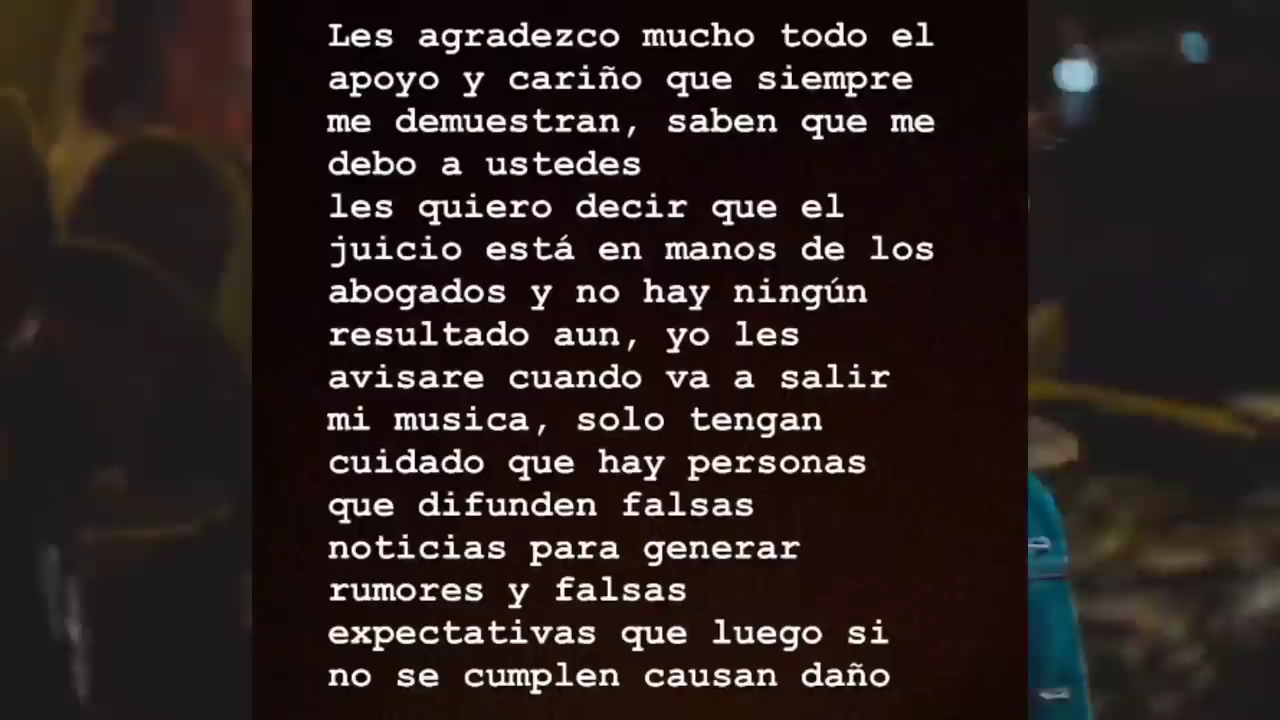 Les agradezco mucho todo el
apoyo y cariño que siempre
me demuestran, saben que me
debo a ustedes
les quiero decir que el
juicio está en manos de los
abogados y no hay ningún
resultado aun, yo les
avisare cuando va a salir
mi musica, solo tengan
cuidado que hay personas
que difunden falsas
noticias para generar
rumores y falsas
expectativas que luego si
no se cumplen causan daño